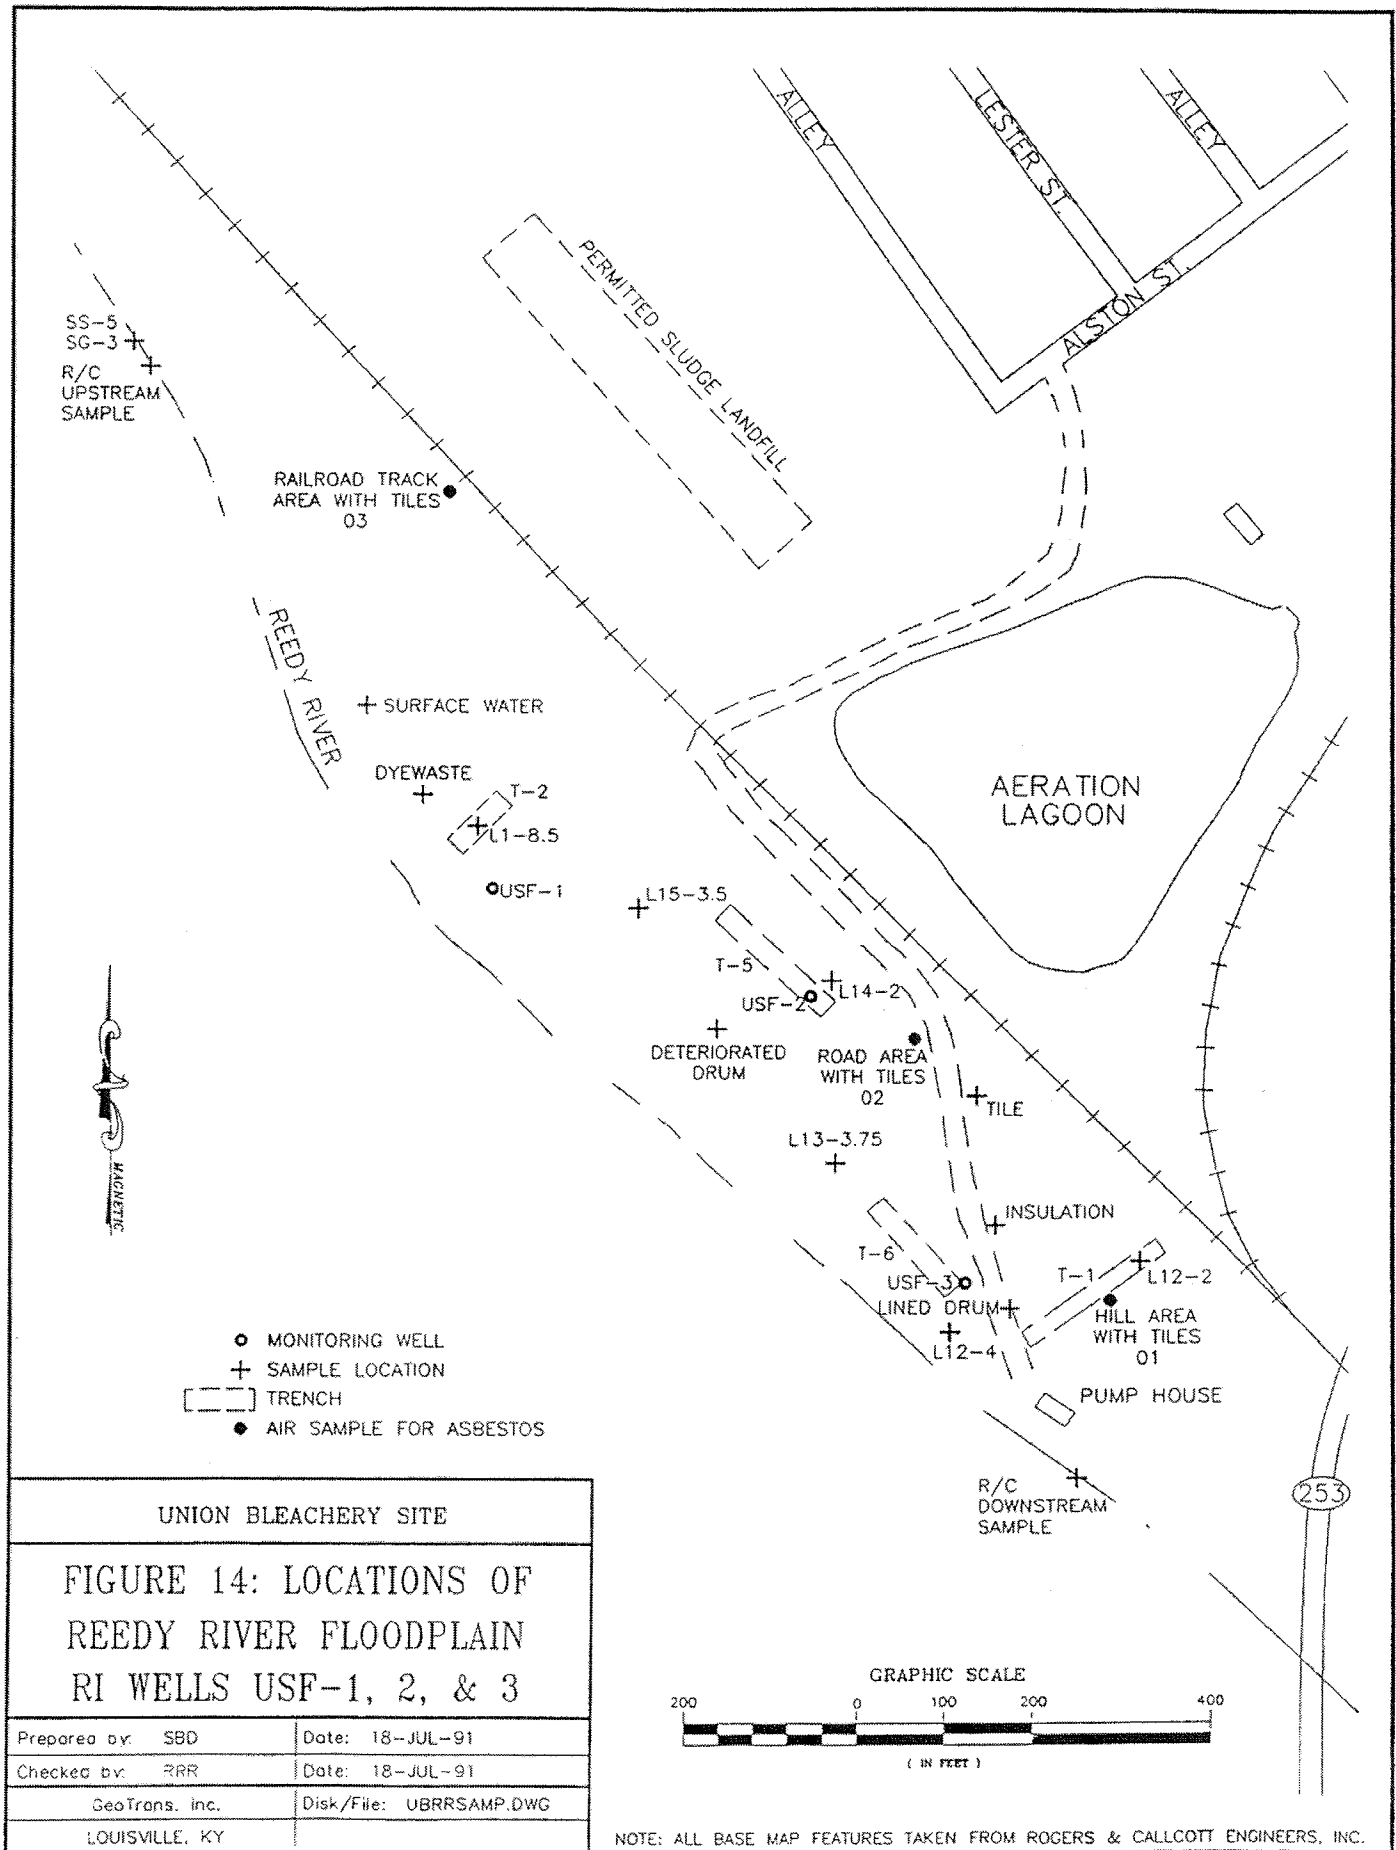 ALLEY
LESTER ST.
ALLEY
ALSTON ST.
PERMITTED SLUDGE LANDFILL
SS-5
SG-3
R/C
UPSTREAM
SAMPLE
RAILROAD TRACK
AREA WITH TILES
03
REEDY RIVER
SURFACE WATER
DYEWASTE
T-2
L1-8.5
USF-1
L15-3.5
AERATION
LAGOON
T-5
USF-2
L14-2
DETERIORATED
DRUM
ROAD AREA
WITH TILES
02
TILE
L13-3.75
MAGNETIC
INSULATION
T-6
USF-3
T-1
L12-2
LINED DRUM
HILL AREA
WITH TILES
01
L12-4
PUMP HOUSE
MONITORING WELL
SAMPLE LOCATION
TRENCH
AIR SAMPLE FOR ASBESTOS
R/C
DOWNSTREAM
SAMPLE
253
UNION BLEACHERY SITE
FIGURE 14: LOCATIONS OF
REEDY RIVER FLOODPLAIN
RI WELLS USF-1, 2, & 3
Prepared by: SBD Date: 18-JUL-91
Checked by: RRR Date: 18-JUL-91
GeoTrans, inc. Disk/File: UBRRSAMP.DWG
LOUISVILLE, KY
GRAPHIC SCALE
200 0 100 200 400
( IN FEET )
NOTE: ALL BASE MAP FEATURES TAKEN FROM ROGERS & CALLCOTT ENGINEERS, INC.